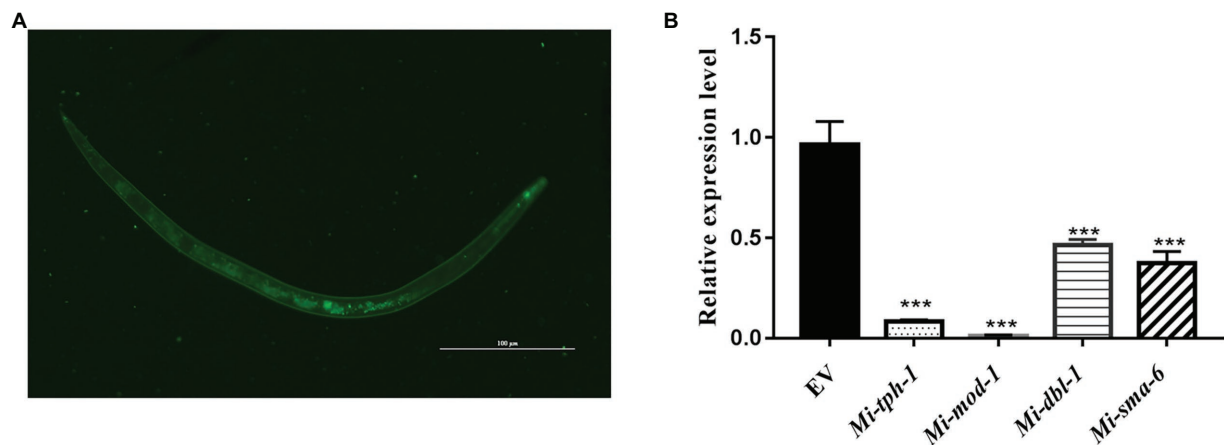 A
100 μm
B
Relative expression level
1.5
1.0
0.5
0.0
***
***
***
***
EV
Mi-tph-1
Mi-mod-1
Mi-dbl-1
Mi-sma-6